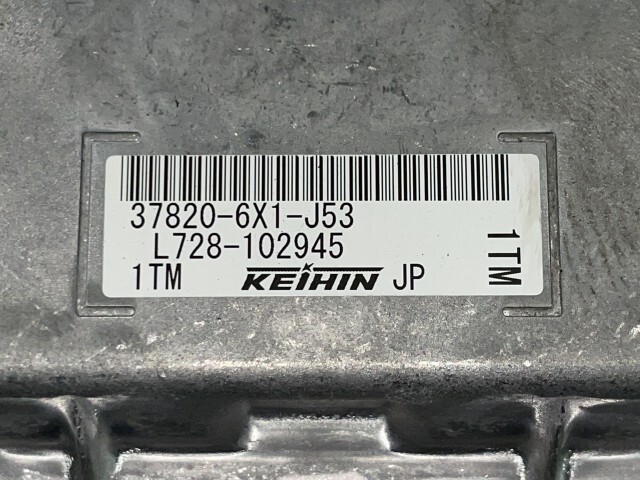 37820-6X1-J53
L728-102945
1TM KEIHIN JP
1TM